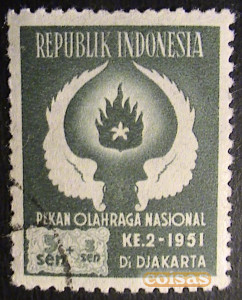 REPUBLIK INDONESIA
PEKAN OLAHRAGA NASIONAL
KE.2-1951
5 sen + 3 sen
Di DJAKARTA
coisas